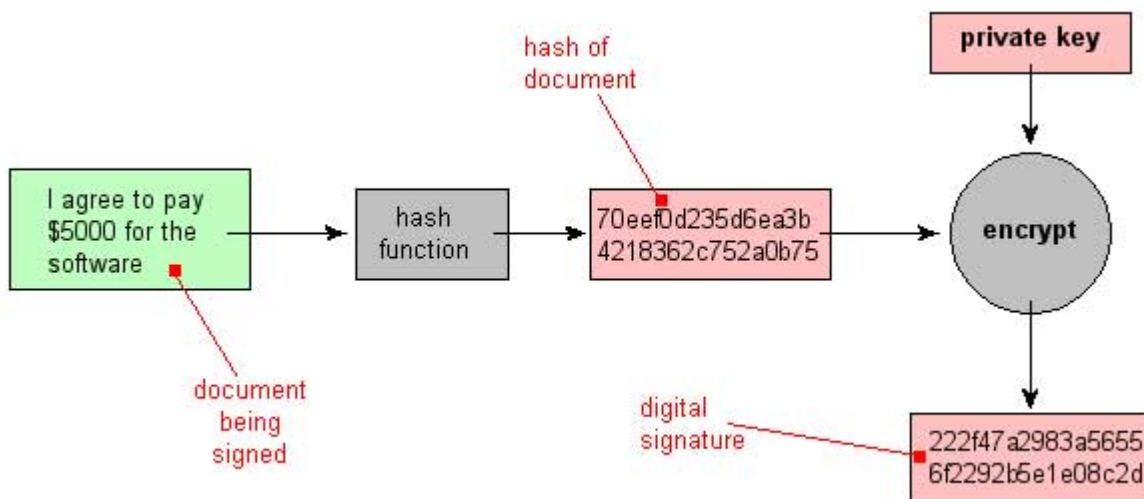 hash of
document
private key
I agree to pay
$5000 for the
software
hash
function
70eef0d235d6ea3b
4218362c752a0b75
encrypt
document
being
signed
digital
signature
222f47a2983a5655
6f2292b5e1e08c2d